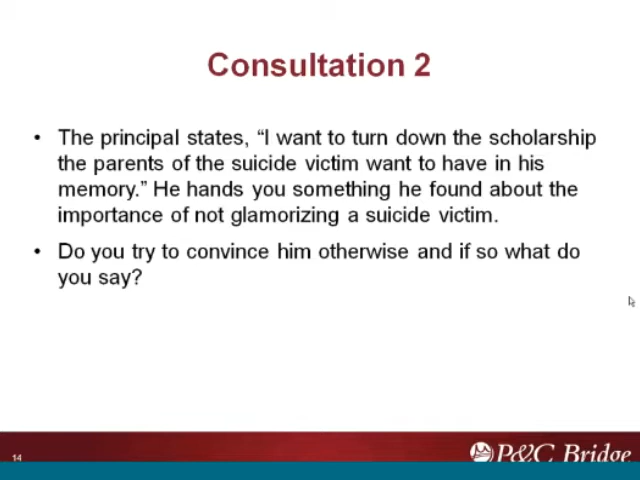 Consultation 2
• The principal states, “I want to turn down the scholarship
the parents of the suicide victim want to have in his
memory.” He hands you something he found about the
importance of not glamorizing a suicide victim.
• Do you try to convince him otherwise and if so what do
you say?
14
P&C Bridge